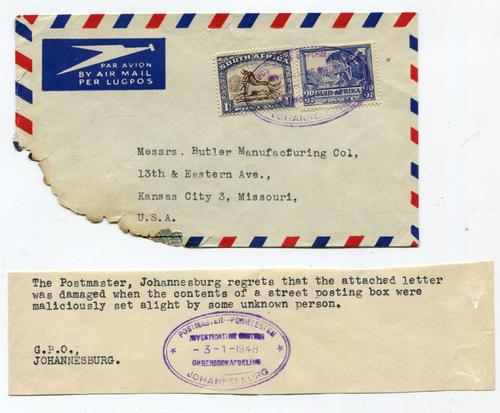 PAR AVION
BY AIR MAIL
PER LUGPOS
SOUTH AFRICA
POSTAGE
SUID-AFRIKA
JOHANNESBURG
Messrs. Butler Manufacturing Col,
13th & Eastern Ave.,
Kansas City 3, Missouri,
U.S.A.
The Postmaster, Johannesburg regrets that the attached letter
was damaged when the contents of a street posting box were
maliciously set alight by some unknown person.
G.P.O.,
JOHANNESBURG.
POSTMASTER-POSMEESTER
INVESTIGATION SECTION
-3-1-1948
ONDERSOEKAFDELING
JOHANNESBURG